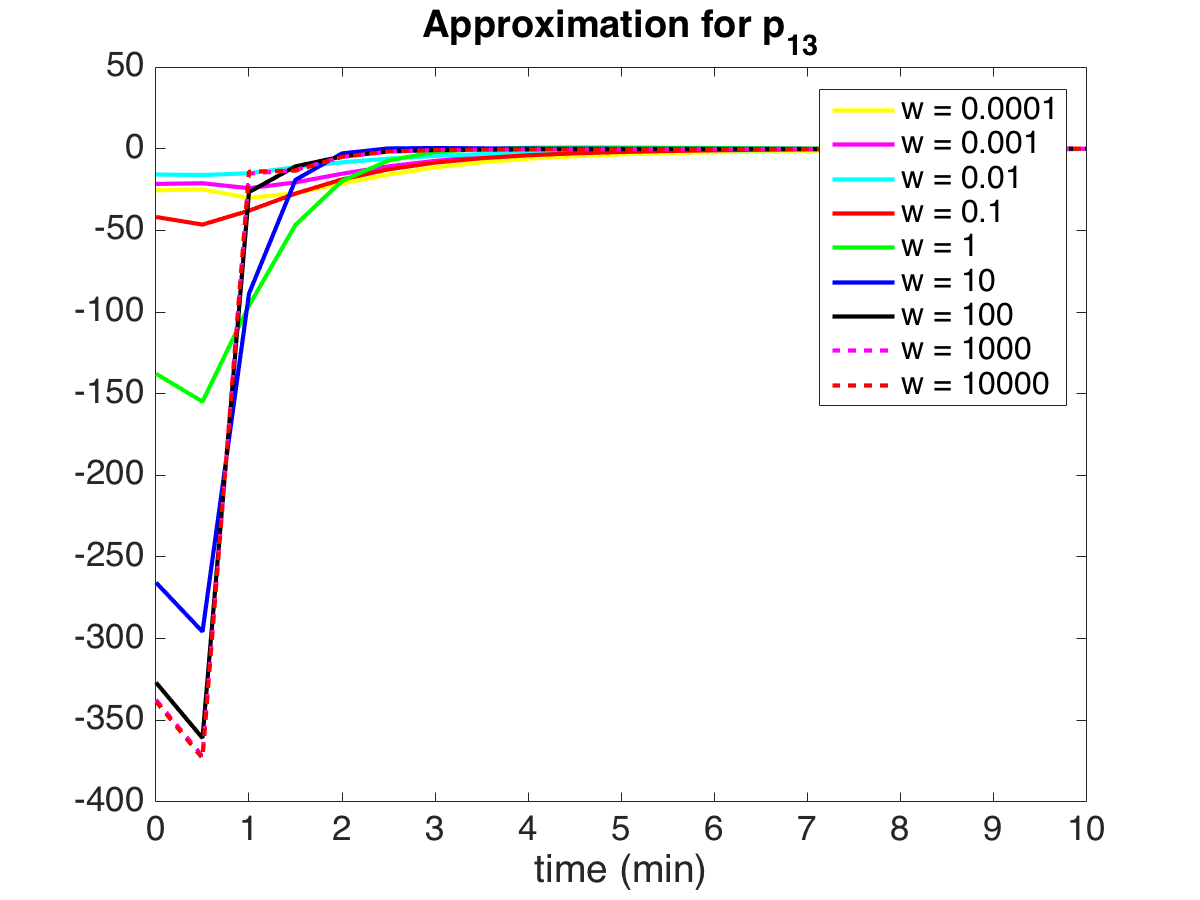 Approximation for p13
50
0
-50
-100
-150
-200
-250
-300
-350
-400
w = 0.0001
w = 0.001
w = 0.01
w = 0.1
w = 1
w = 10
w = 100
w = 1000
w = 10000
0 1 2 3 4 5 6 7 8 9 10
time (min)